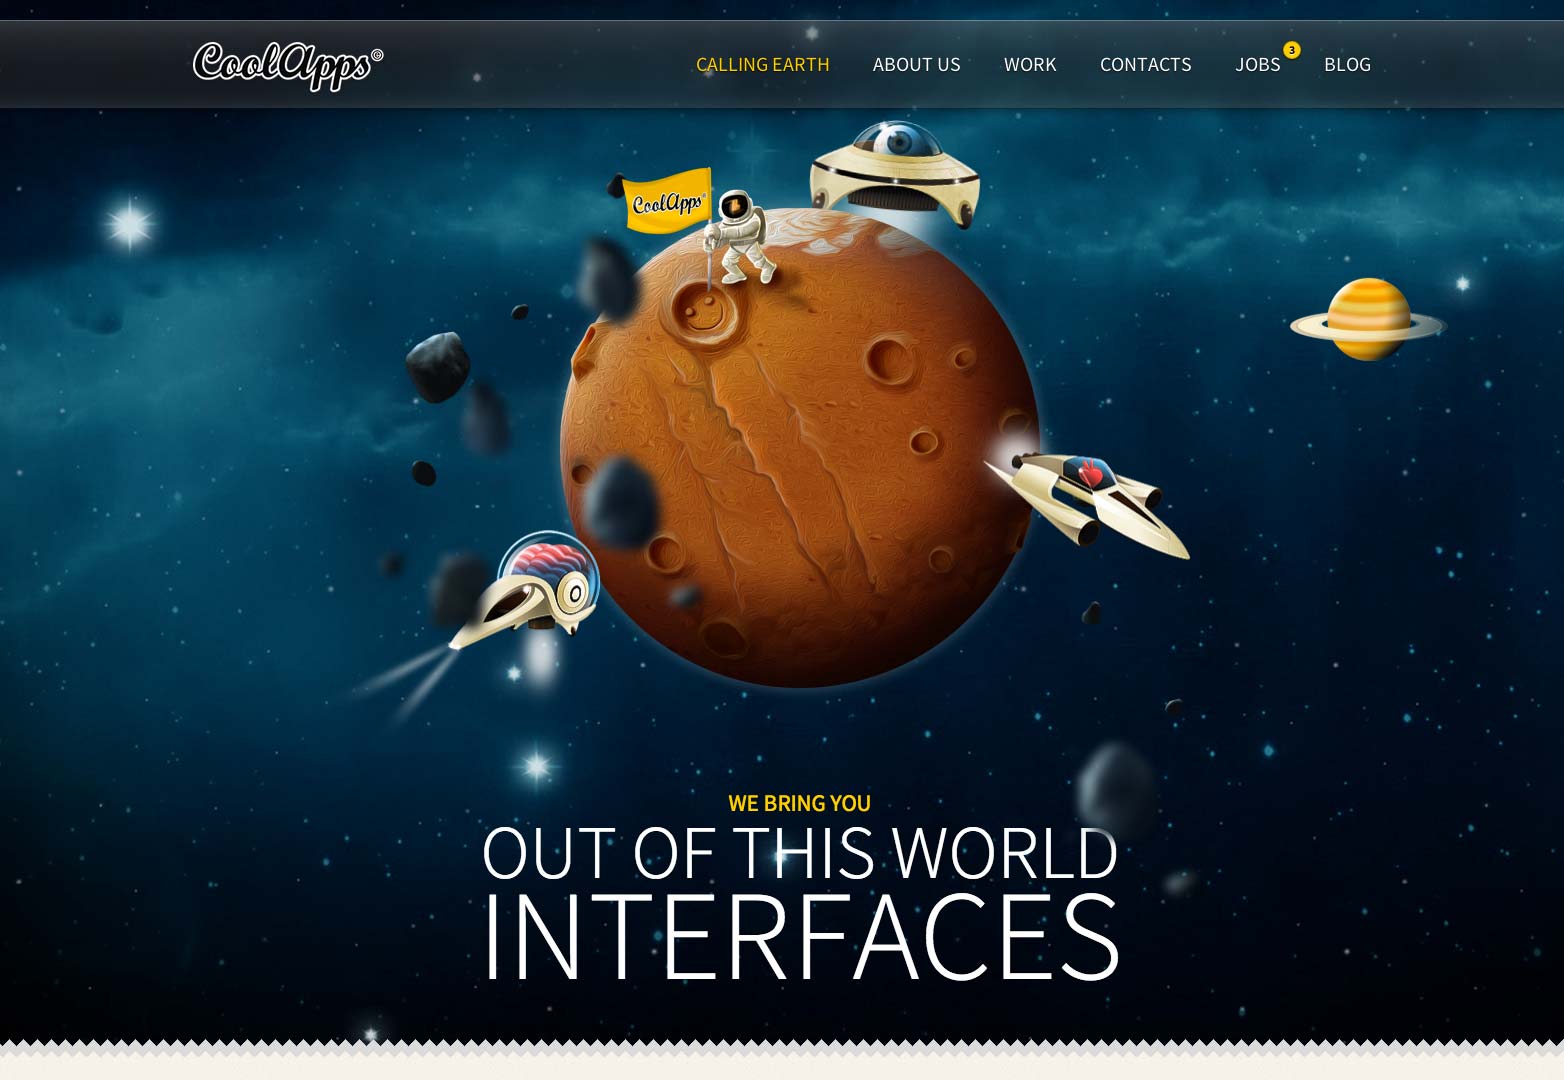 CoolApps©
CALLING EARTH
ABOUT US
WORK
CONTACTS
JOBS
3
BLOG
CoolApps©
WE BRING YOU
OUT OF THIS WORLD
INTERFACES